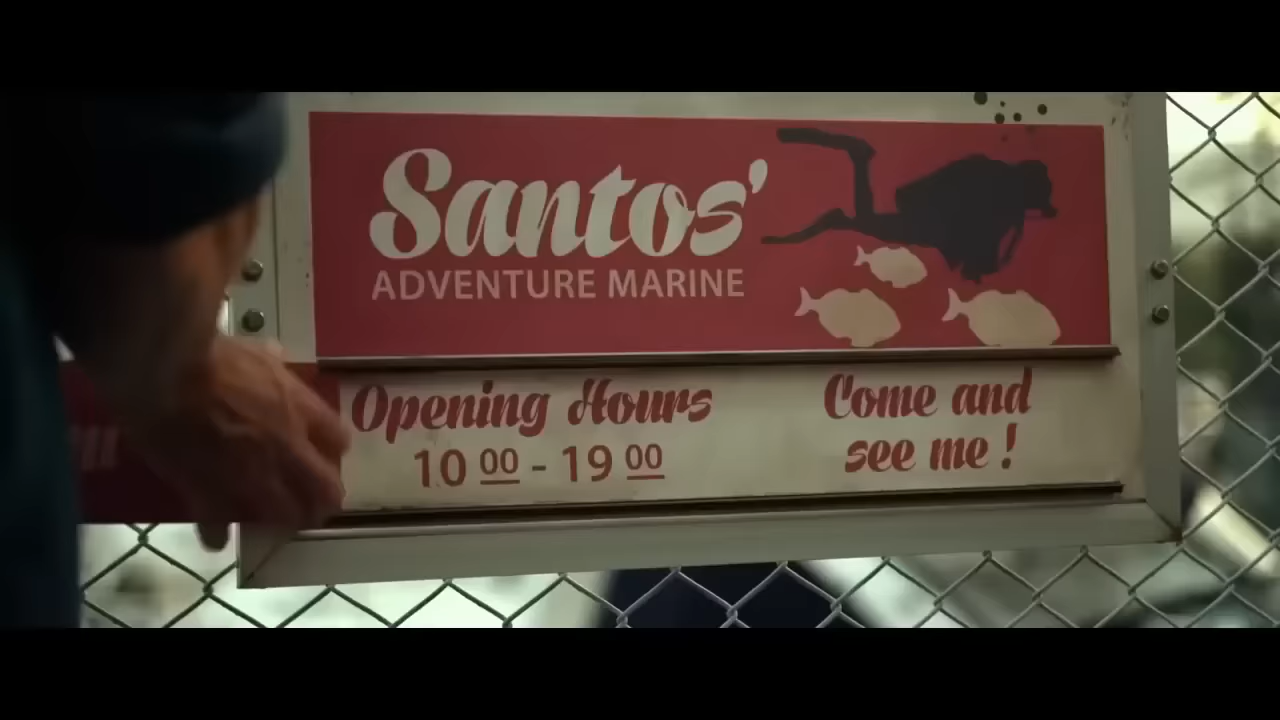 Santos'
ADVENTURE MARINE
Opening Hours
10 00 - 19 00
Come and
see me !